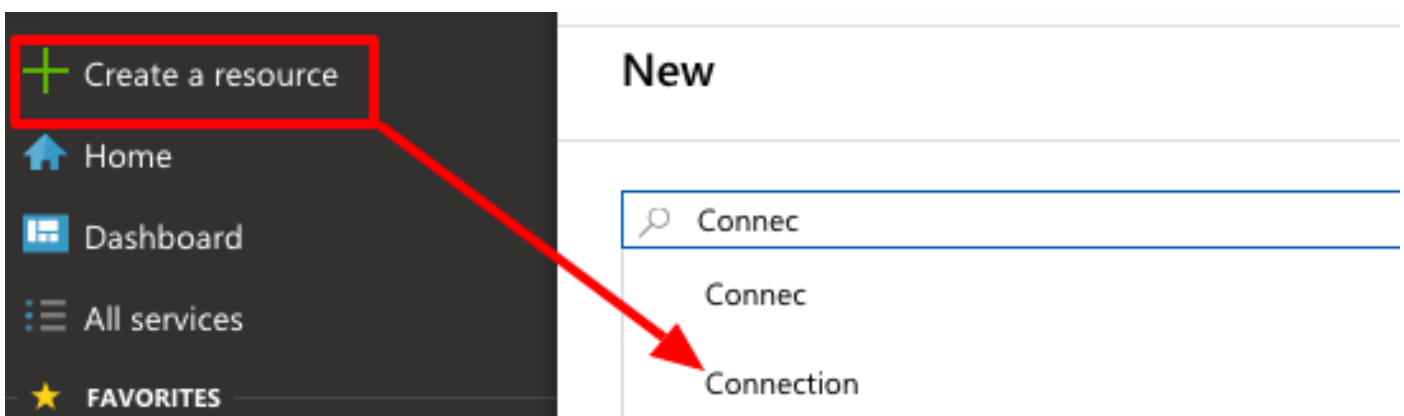 Create a resource
Home
Dashboard
All services
FAVORITES
New
Connec
Connec
Connection